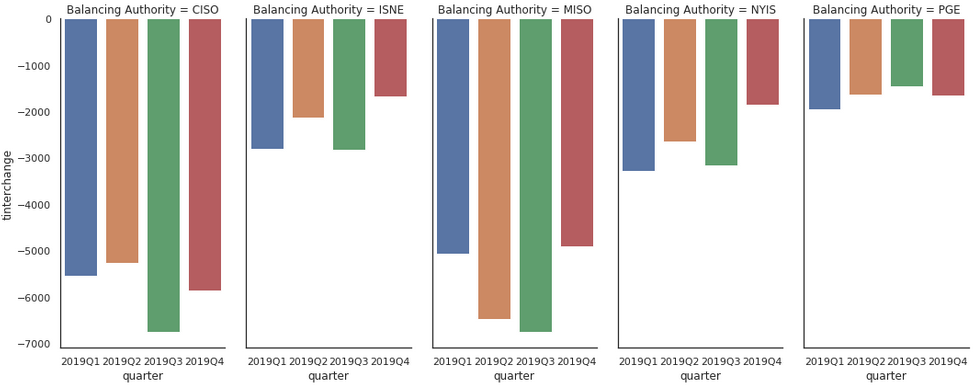 Balancing Authority = CISO
Balancing Authority = ISNE
Balancing Authority = MISO
Balancing Authority = NYIS
Balancing Authority = PGE
0
−1000
−2000
−3000
−4000
−5000
−6000
−7000
tinterchange
2019Q1 2019Q2 2019Q3 2019Q4
2019Q1 2019Q2 2019Q3 2019Q4
2019Q1 2019Q2 2019Q3 2019Q4
2019Q1 2019Q2 2019Q3 2019Q4
2019Q1 2019Q2 2019Q3 2019Q4
quarter
quarter
quarter
quarter
quarter